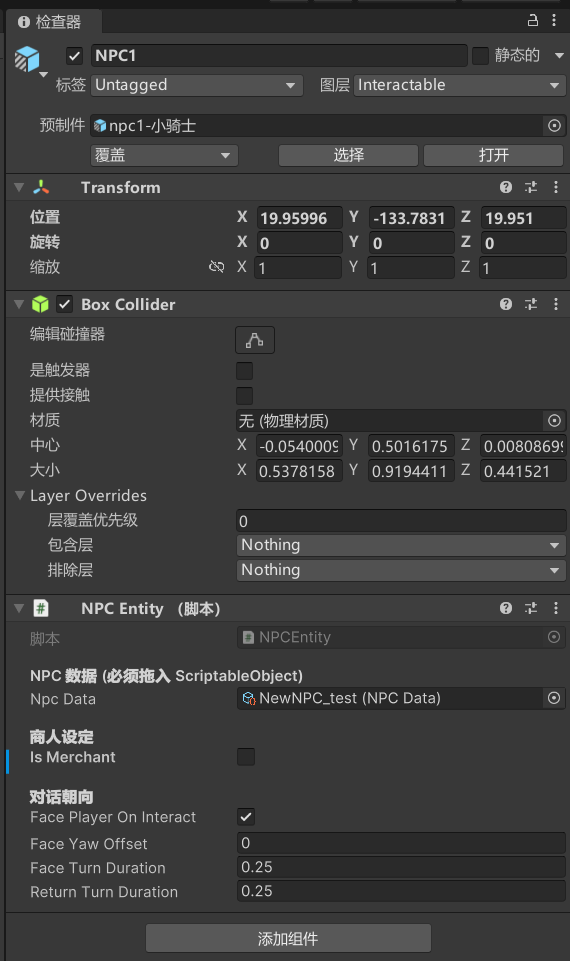 检查器
NPC1 静态的
标签 Untagged 图层 Interactable
预制件 npc1-小骑士
覆盖 选择 打开
Transform
位置 X 19.95996 Y -133.7831 Z 19.951
旋转 X 0 Y 0 Z 0
缩放 X 1 Y 1 Z 1
Box Collider
编辑碰撞器
是触发器
提供接触
材质 无 (物理材质)
中心 X -0.0540009 Y 0.5016175 Z 0.0080869
大小 X 0.5378158 Y 0.9194411 Z 0.441521
Layer Overrides
层覆盖优先级 0
包含层 Nothing
排除层 Nothing
# NPC Entity （脚本）
脚本 # NPCEntity
NPC 数据 (必须拖入 ScriptableObject)
Npc Data NewNPC_test (NPC Data)
商人设定
Is Merchant
对话朝向
Face Player On Interact
Face Yaw Offset 0
Face Turn Duration 0.25
Return Turn Duration 0.25
添加组件